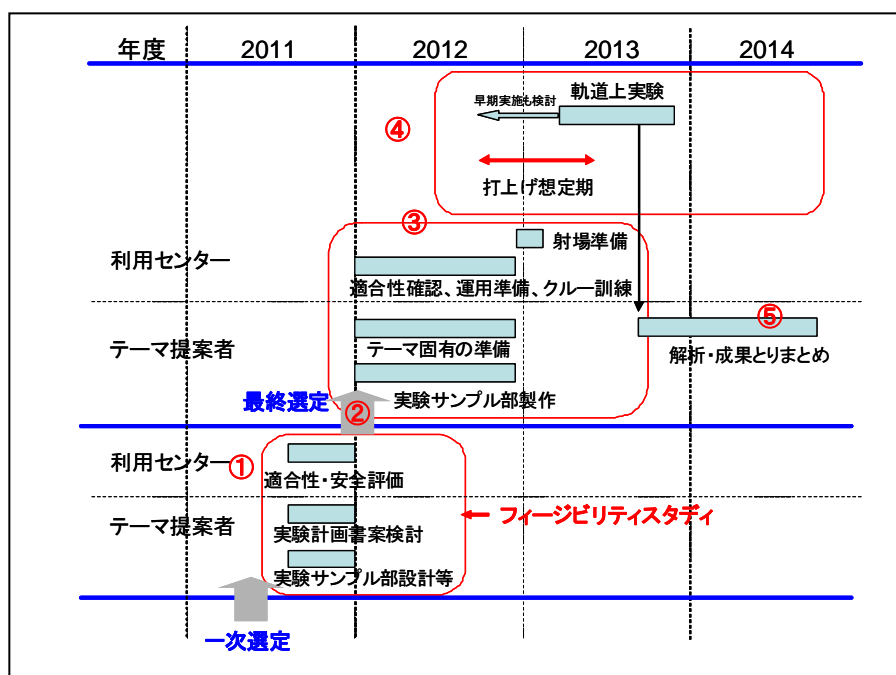 年度 2011 2012 2013 2014
軌道上実験
早期実施も検討
④
打上げ想定期
③
射場準備
利用センター
適合性確認、運用準備、クルー訓練
⑤
テーマ提案者
テーマ固有の準備
解析・成果とりまとめ
実験サンプル部製作
最終選定
②
利用センター
①
適合性・安全評価
テーマ提案者
フィージビリティスタディ
実験計画書案検討
実験サンプル部設計等
一次選定